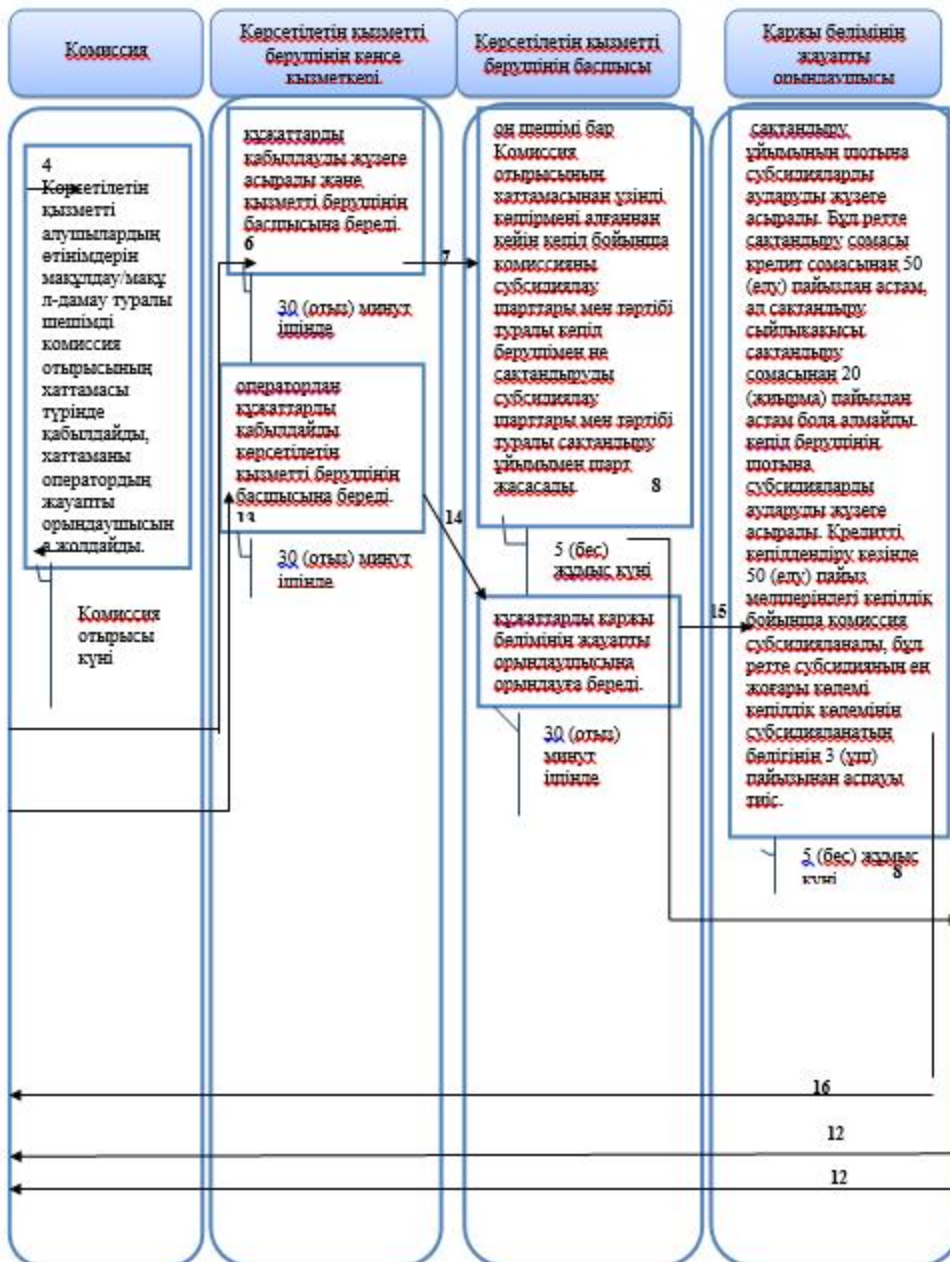 Комиссия
Көрсетілетін қызметті
берушінің кеңсе
қызметкері.
Көрсетілетін қызметті
берушінің басшысы
Қаржы бөлімінің
жауапты
орындаушысы
4
Көрсетілетін
қызметті
алушылардың
өтінімдерін
мақұлдау/мақұ
л-дамау туралы
шешімді
комиссия
отырысының
хаттамасы
түрінде
қабылдайды,
хаттаманы
оператордың
жауапты
орындаушысын
а жолдайды.
Комиссия
отырысы
күні
құжаттарды
қабылдауды жүзеге
асырады және
қызметті берушінің
басшысына береді.
6
7
30 (отыз) минут
ішінде
оператордан
құжаттарды
қабылдайды
көрсетілетін
қызметті берушінің
басшысына береді.
13
14
30 (отыз) минут
ішінде
оң шешімі бар
Комиссия
отырысының
хаттамасынан үзінді
көшірмені алғаннан
кейін кепіл бойынша
комиссияны
субсидиялау
шарттары мен тәртібі
туралы кепіл
берушімен не
сақтандыруды
субсидиялау
шарттары мен тәртібі
туралы сақтандыру
ұйымымен шарт
жасасады.
8
5 (бес)
жұмыс күні
құжаттарды қаржы
бөлімінің жауапты
орындаушысына
орындауға береді.
15
30 (отыз)
минут
ішінде
сақтандыру
ұйымының шотына
субсидияларды
аударуды жүзеге
асырады. Бұл ретте
сақтандыру сомасы
кредит сомасынан 50
(елу) пайыздан астам,
ал сақтандыру
сыйлықақысы
сақтандыру
сомасынан 20
(жиырма) пайыздан
астам бола алмайды.
кепіл берушінің
шотына
субсидияларды
аударуды жүзеге
асырады. Кредитті
кепілдендіру кезінде
50 (елу) пайыз
мөлшеріндегі кепілдік
бойынша комиссия
субсидияланады, бұл
ретте субсидияның ең
жоғары көлемі
кепілдік көлемінің
субсидияланатын
бөлігінің 3 (үш)
пайызынан аспауы
тиіс.
5 (бес) жұмыс
күні
8
16
12
12